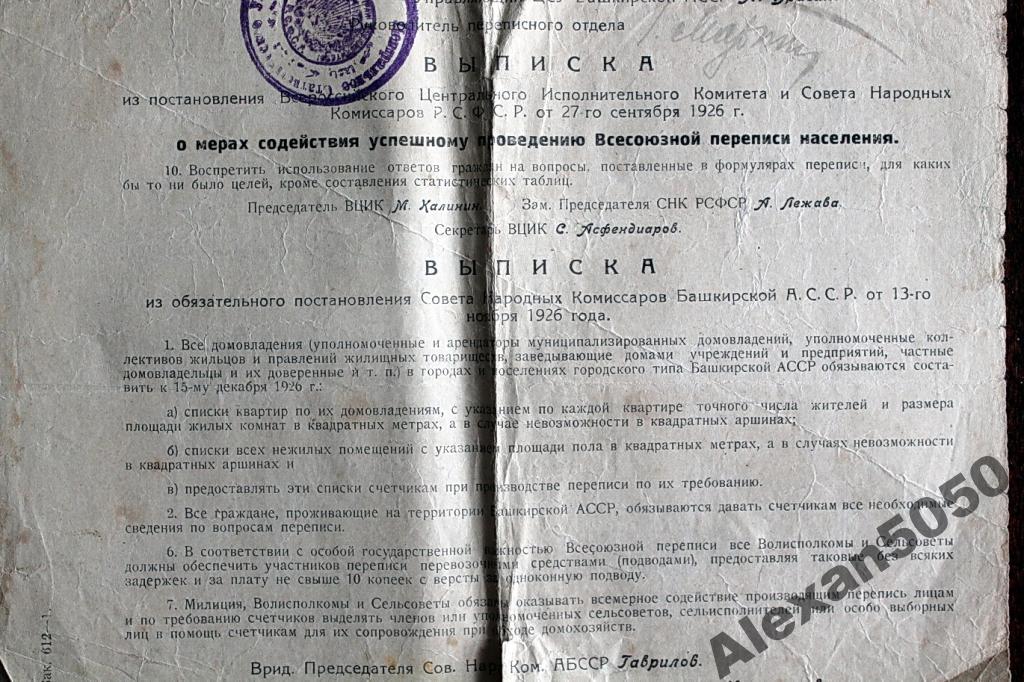 Руководитель переписного отдела
ВЫПИСКА
из постановления Всероссийского Центрального Исполнительного Комитета и Совета Народных
Комиссаров Р.С.Ф.С.Р. от 27-го сентября 1926 г.
о мерах содействия успешному проведению Всесоюзной переписи населения.
10. Воспретить использование ответов граждан на вопросы, поставленные в формулярах переписи, для каких
бы то ни было целей, кроме составления статистических таблиц.
Председатель ВЦИК М. Калинин. Зам. Председателя СНК РСФСР А. Лежава.
Секретарь ВЦИК С. Асфендиаров.
ВЫПИСКА
из обязательного постановления Совета Народных Комиссаров Башкирской А.С.С.Р. от 13-го
ноября 1926 года.
1. Все домовладения (уполномоченные и арендаторы муниципализированных домовладений, уполномоченные кол-
лективов жильцов и правлений жилищных товариществ, заведывающие домами учреждений и предприятий, частные
домовладельцы и их доверенные и т. п.) в городах и поселениях городского типа Башкирской АССР обязываются соста-
вить к 15-му декабря 1926 г.:
а) списки квартир по их домовладениям, с указанием по каждой квартире точного числа жителей и размера
площади жилых комнат в квадратных метрах, а в случае невозможности в квадратных аршинах;
б) списки всех нежилых помещений с указанием площади пола в квадратных метрах, а в случаях невозможности
в квадратных аршинах и
в) предоставлять эти списки счетчикам при производстве переписи по их требованию.
2. Все граждане, проживающие на территории Башкирской АССР, обязываются давать счетчикам все необходимые
сведения по вопросам переписи.
6. В соответствии с особой государственной важностью Всесоюзной переписи все Волисполкомы и Сельсоветы
должны обеспечить участников переписи перевозочными средствами (подводами), предоставляя таковые без всяких
задержек и за плату не свыше 10 копеек с версты за одноконную подводу.
7. Милиция, Волисполкомы и Сельсоветы обязаны оказывать всемерное содействие производящим перепись лицам
и по требованию счетчиков выделять членов или уполномоченных сельсоветов, сельисполнителей или особо выборных
лиц в помощь счетчикам для их сопровождения при обходе домохозяйств.
Врид. Председателя Сов. Нар. Ком. АБССР Гаврилов.
Зак. 612
Alexan5050